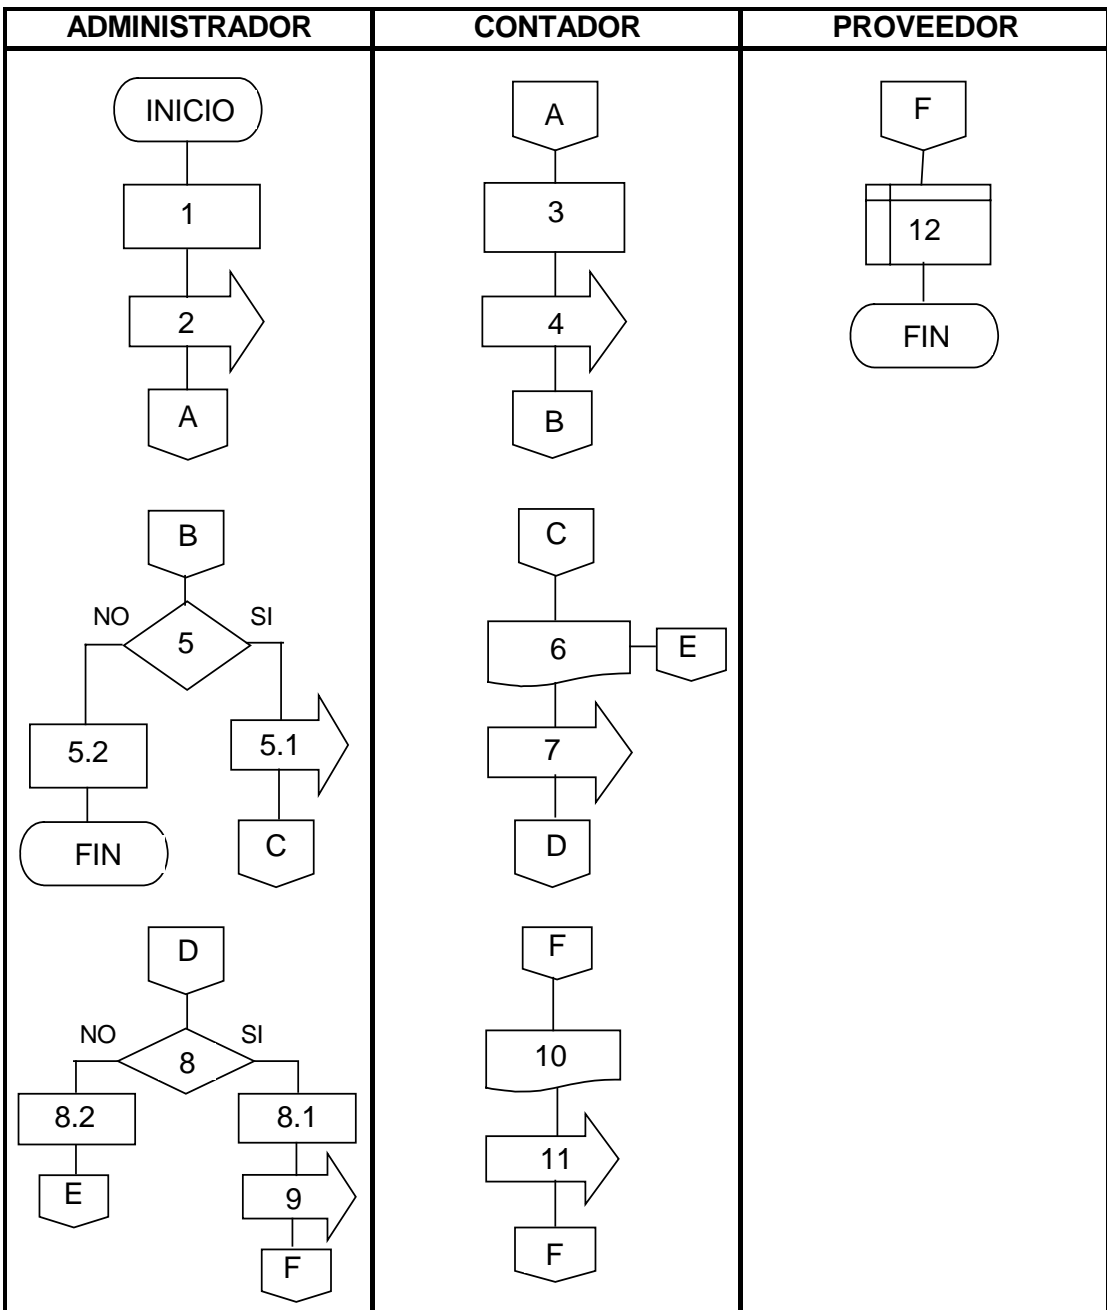 ADMINISTRADOR
CONTADOR
PROVEEDOR
INICIO
1
2
A
B
NO
SI
5
5.2
5.1
FIN
C
D
NO
SI
8
8.2
8.1
E
9
F
A
3
4
B
C
6
E
7
D
F
10
11
F
F
12
FIN